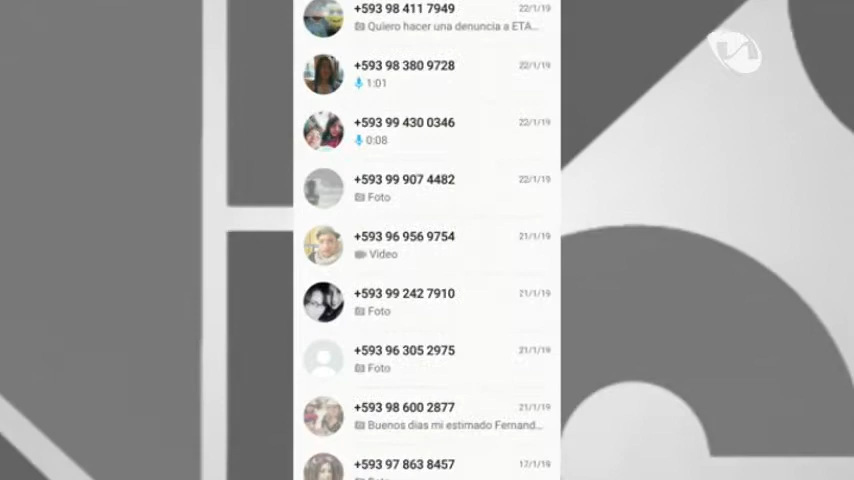 +593 98 411 7949 22/1/19
Quiero hacer una denuncia a ETA...
+593 98 380 9728 22/1/19
1:01
+593 99 430 0346 22/1/19
0:08
+593 99 907 4482 22/1/19
Foto
+593 96 956 9754 21/1/19
Video
+593 99 242 7910 21/1/19
Foto
+593 96 305 2975 21/1/19
Foto
+593 98 600 2877 21/1/19
Buenos dias mi estimado Fernand...
+593 97 863 8457 17/1/19